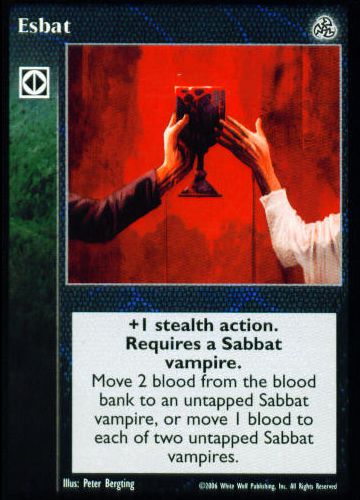 Esbat
+1 stealth action.
Requires a Sabbat
vampire.
Move 2 blood from the blood
bank to an untapped Sabbat
vampire, or move 1 blood to
each of two untapped Sabbat
vampires.
Illus: Peter Bergting
©2006 White Wolf Publishing, Inc. All Rights Reserved